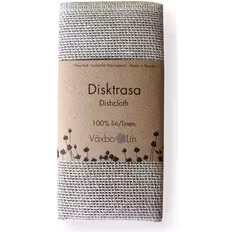 Disktrasa
Dishcloth
100% lin/linen
Växbo Lin